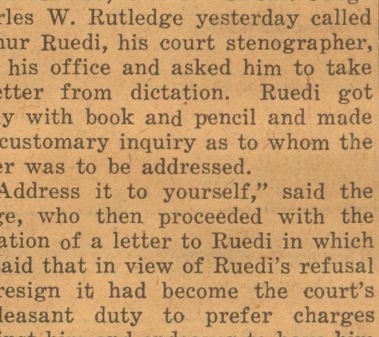 rles W. Rutledge yesterday called
hur Ruedi, his court stenographer,
his office and asked him to take
etter from dictation. Ruedi got
y with book and pencil and made
customary inquiry as to whom the
er was to be addressed.
Address it to yourself," said the
ge, who then proceeded with the
ation of a letter to Ruedi in which
aid that in view of Ruedi's refusal
resign it had become the court's
leasant duty to prefer charges